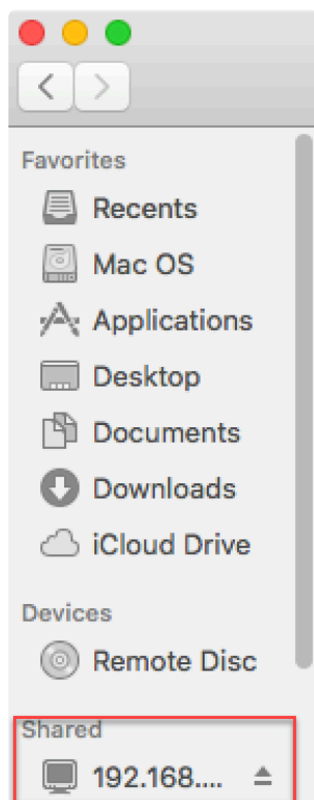 Favorites
Recents
Mac OS
Applications
Desktop
Documents
Downloads
iCloud Drive
Devices
Remote Disc
Shared
192.168....